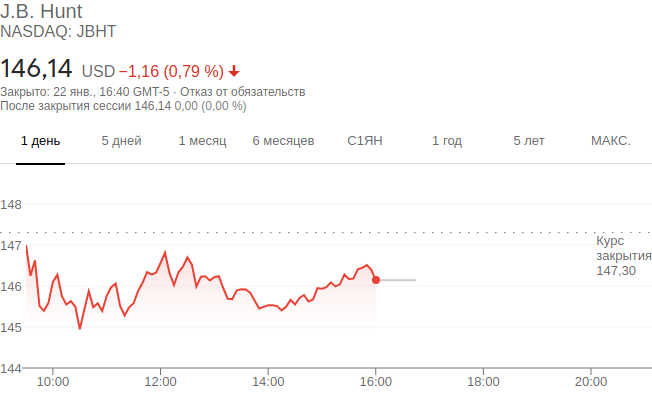 J.B. Hunt
NASDAQ: JBHT
146,14 USD −1,16 (0,79 %)
Закрыто: 22 янв., 16:40 GMT-5 · Отказ от обязательств
После закрытия сессии 146,14 0,00 (0,00 %)
1 день 5 дней 1 месяц 6 месяцев С1ЯН 1 год 5 лет МАКС.
148
147
146
145
144
Курс
закрытия
147,30
10:00 12:00 14:00 16:00 18:00 20:00